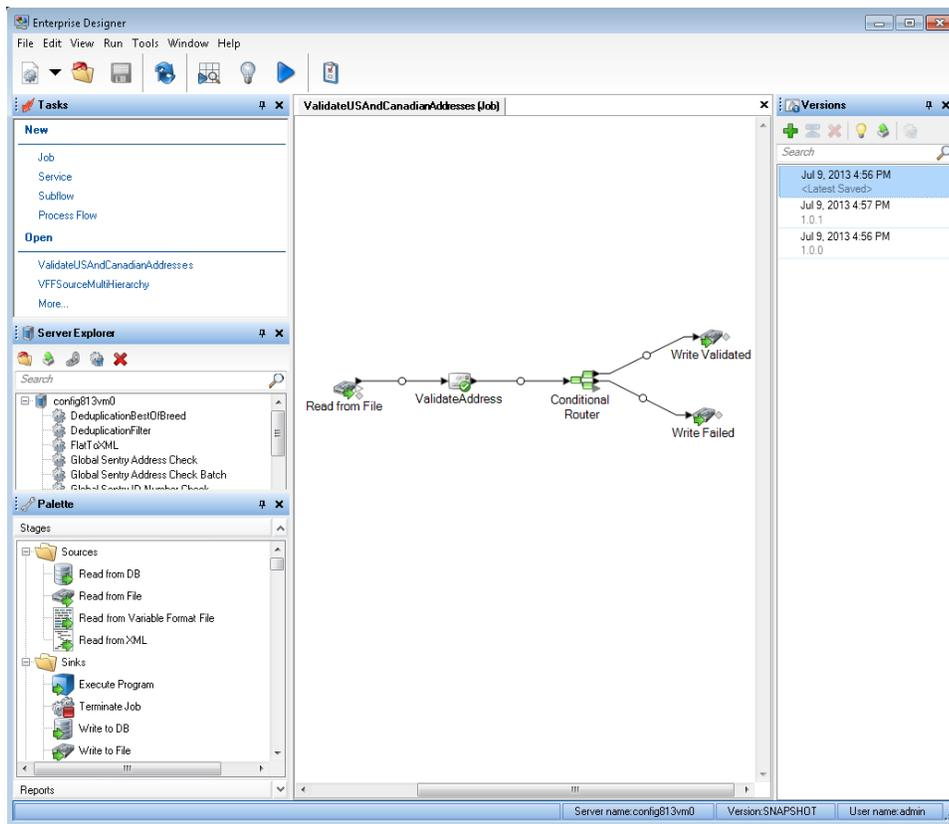 Enterprise Designer
File Edit View Run Tools Window Help
Tasks
New
Job
Service
Subflow
Process Flow
Open
ValidateUSAndCanadianAddresses
VFFSourceMultiHierarchy
More...
Server Explorer
Search
config813vm0
DeduplicationBestOfBreed
DeduplicationFilter
FlatToXML
Global Sentry Address Check
Global Sentry Address Check Batch
Global Sentry ID Number Check
Palette
Stages
Sources
Read from DB
Read from File
Read from Variable Format File
Read from XML
Sinks
Execute Program
Terminate Job
Write to DB
Write to File
Reports
ValidateUSAndCanadianAddresses (Job)
Read from File
ValidateAddress
Conditional
Router
Write Validated
Write Failed
Versions
Search
Jul 9, 2013 4:56 PM
<Latest Saved>
Jul 9, 2013 4:57 PM
1.0.1
Jul 9, 2013 4:56 PM
1.0.0
Server name:config813vm0
Version:SNAPSHOT
User name:admin